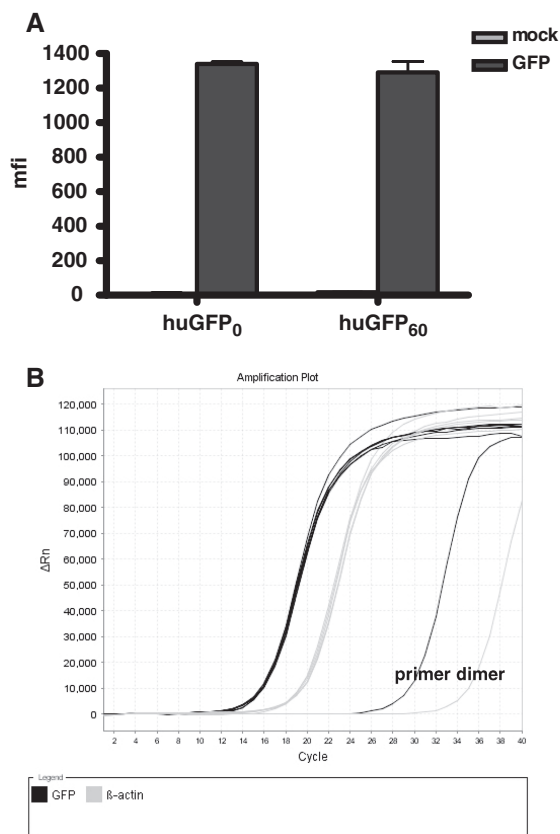 A
mock
GFP
1400
1200
1000
800
600
400
200
0
mfi
huGFP0
huGFP60
B
Amplification Plot
120,000
110,000
100,000
90,000
80,000
70,000
60,000
50,000
40,000
30,000
20,000
10,000
0
ΔRn
primer dimer
2 4 6 8 10 12 14 16 18 20 22 24 26 28 30 32 34 36 38 40
Cycle
Legend
GFP ß-actin